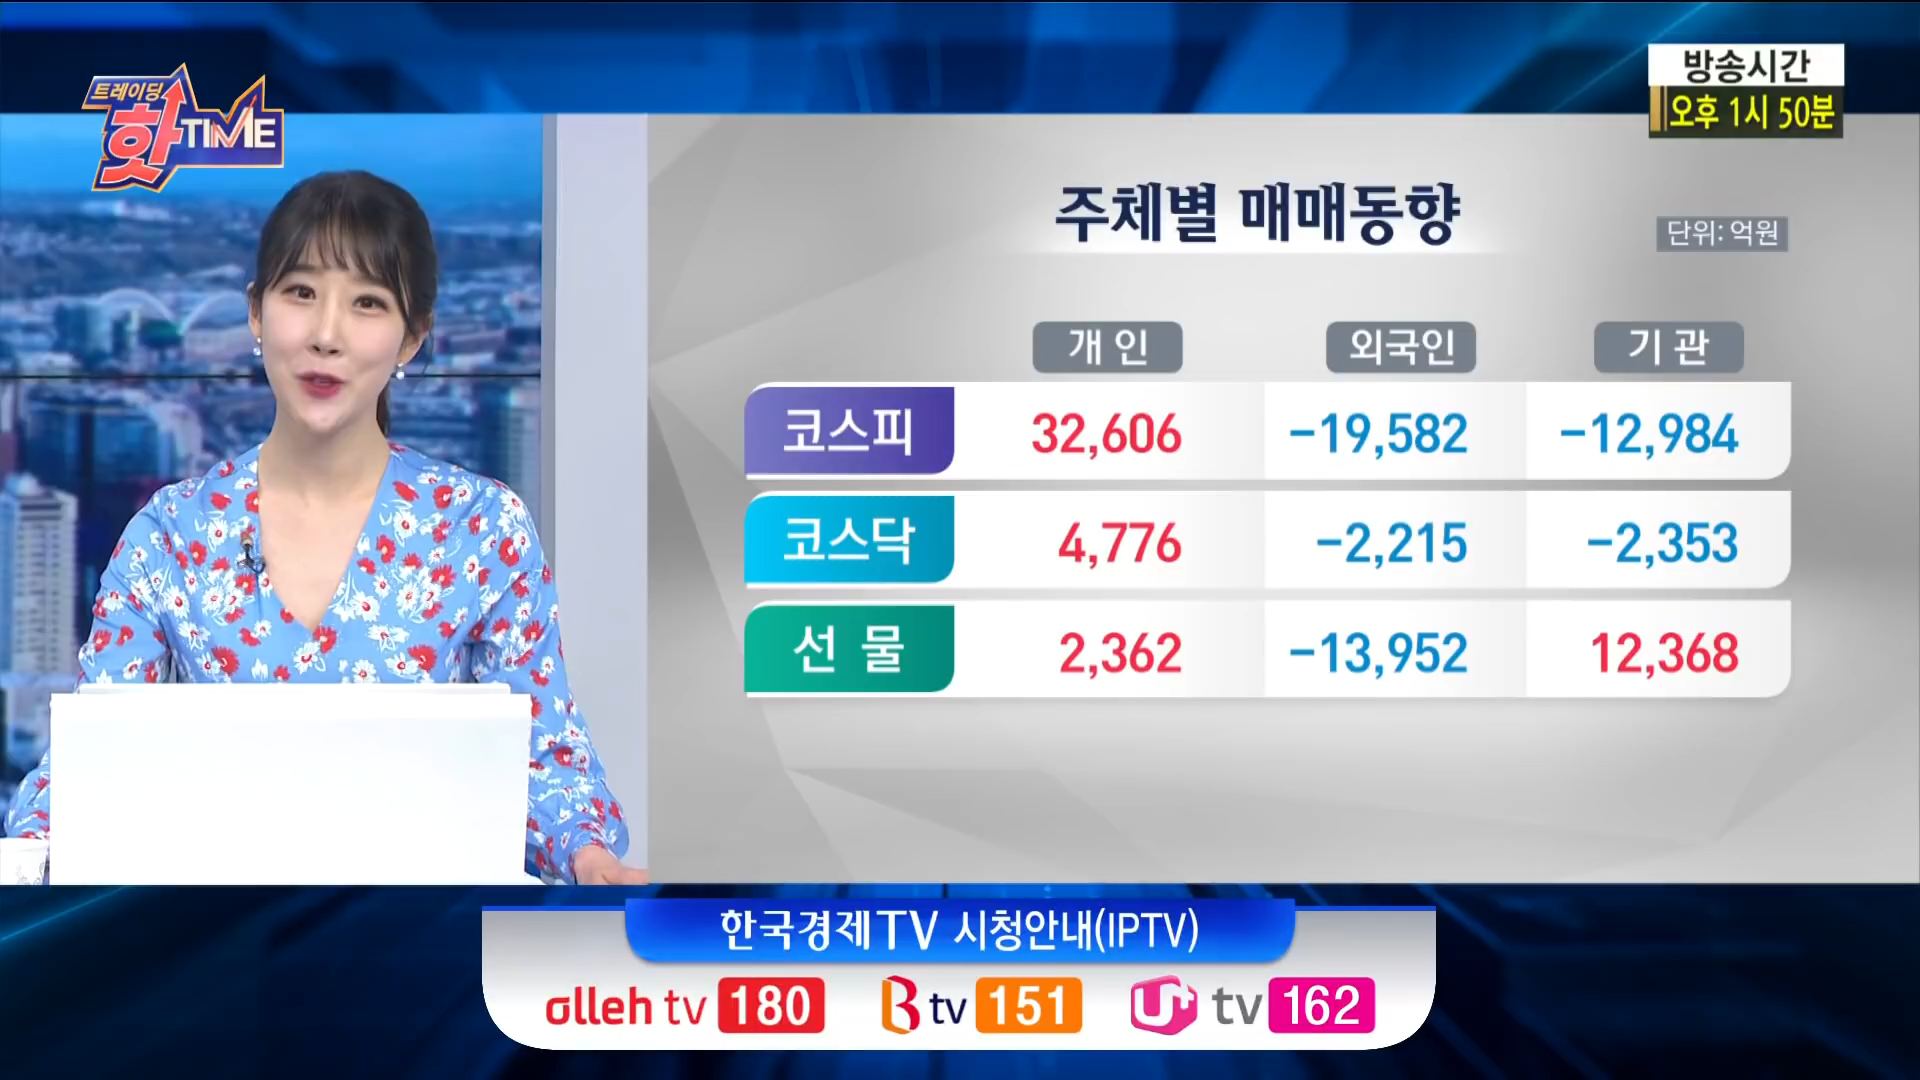 트레이딩
핫TIME
방송시간
오후 1시 50분
주체별 매매동향
단위: 억원
개인 외국인 기관
코스피 32,606 -19,582 -12,984
코스닥 4,776 -2,215 -2,353
선물 2,362 -13,952 12,368
한국경제TV 시청안내(IPTV)
olleh tv 180 B tv 151 U+ tv 162